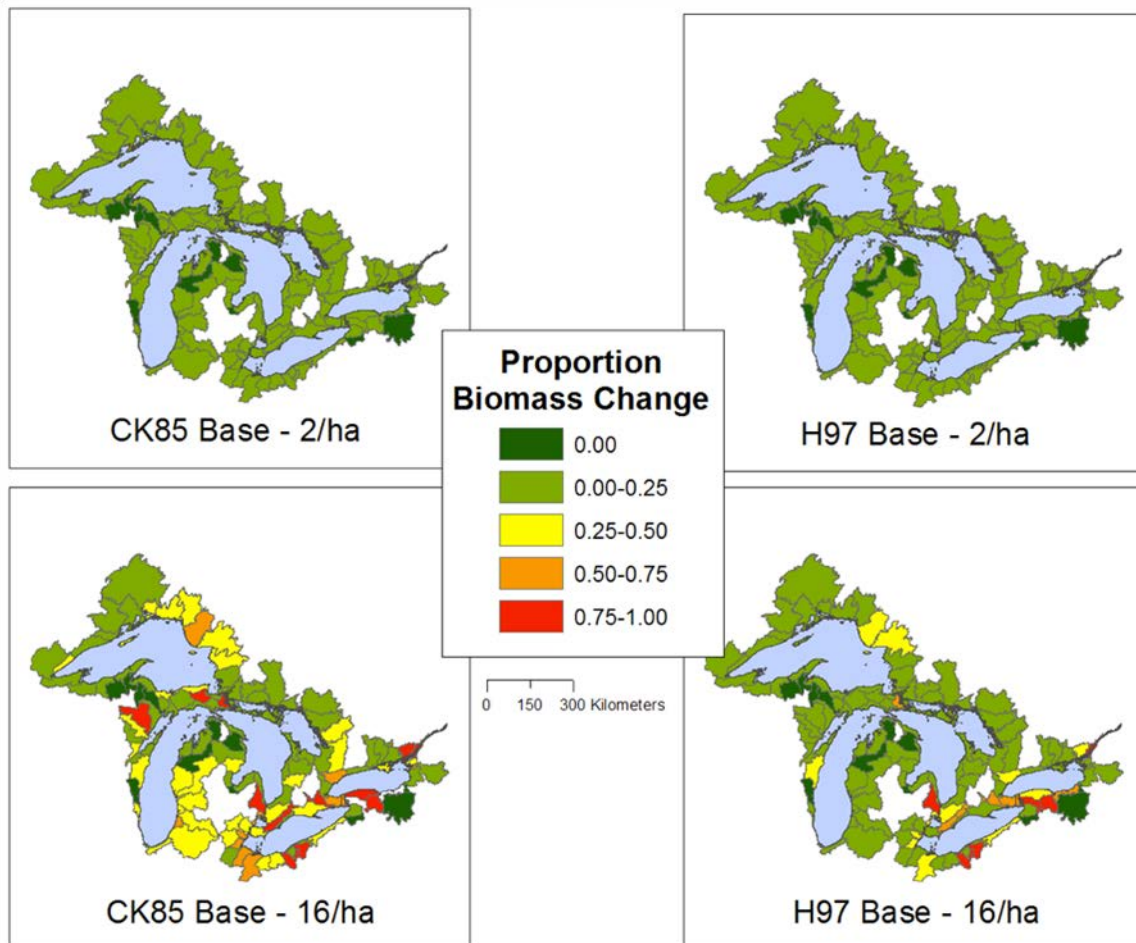 CK85 Base - 2/ha
H97 Base - 2/ha
Proportion
Biomass Change
0.00
0.00-0.25
0.25-0.50
0.50-0.75
0.75-1.00
0 150 300 Kilometers
CK85 Base - 16/ha
H97 Base - 16/ha